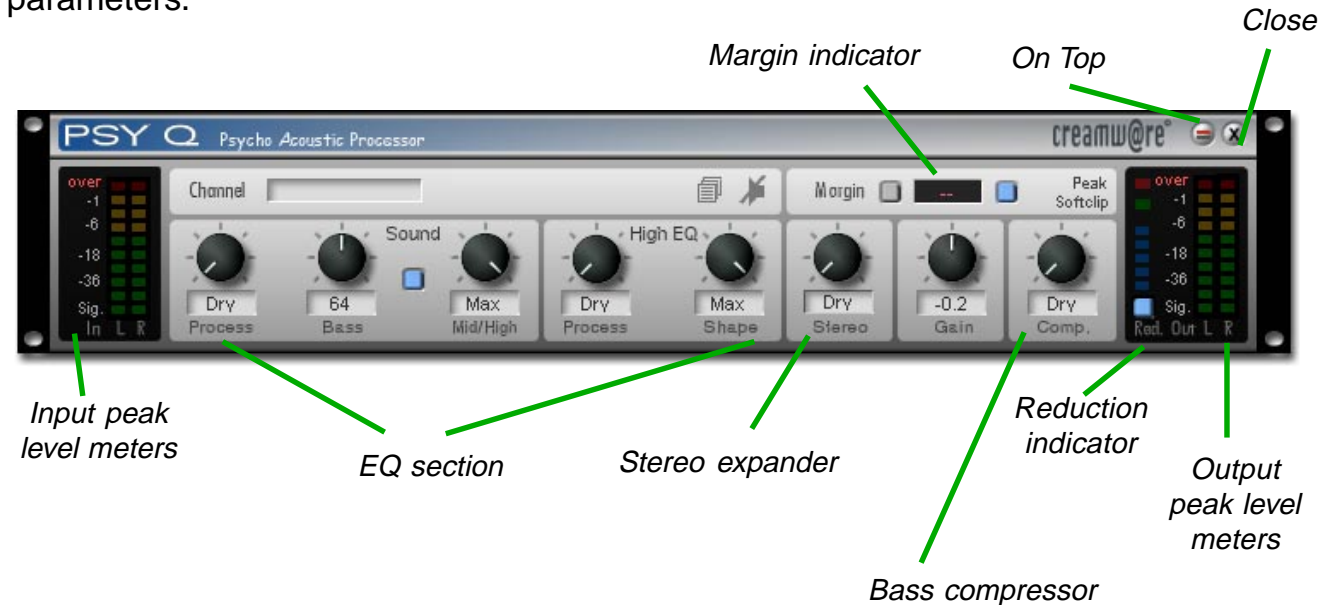 parameters.
Close
Margin indicator
On Top
PSY Q Psycho Acoustic Processor
creamw@re®
X
over
-1
-6
-18
-36
Sig.
In L R
Channel
Margin
--
Peak
Softclip
over
-1
-6
-18
-36
Sig.
Red. Out L R
Sound
High EQ
Dry
64
Max
Dry
Max
Dry
-0.2
Dry
Process
Bass
Mid/High
Process
Shape
Stereo
Gain
Comp.
Input peak
level meters
EQ section
Stereo expander
Reduction
indicator
Output
peak level
meters
Bass compressor